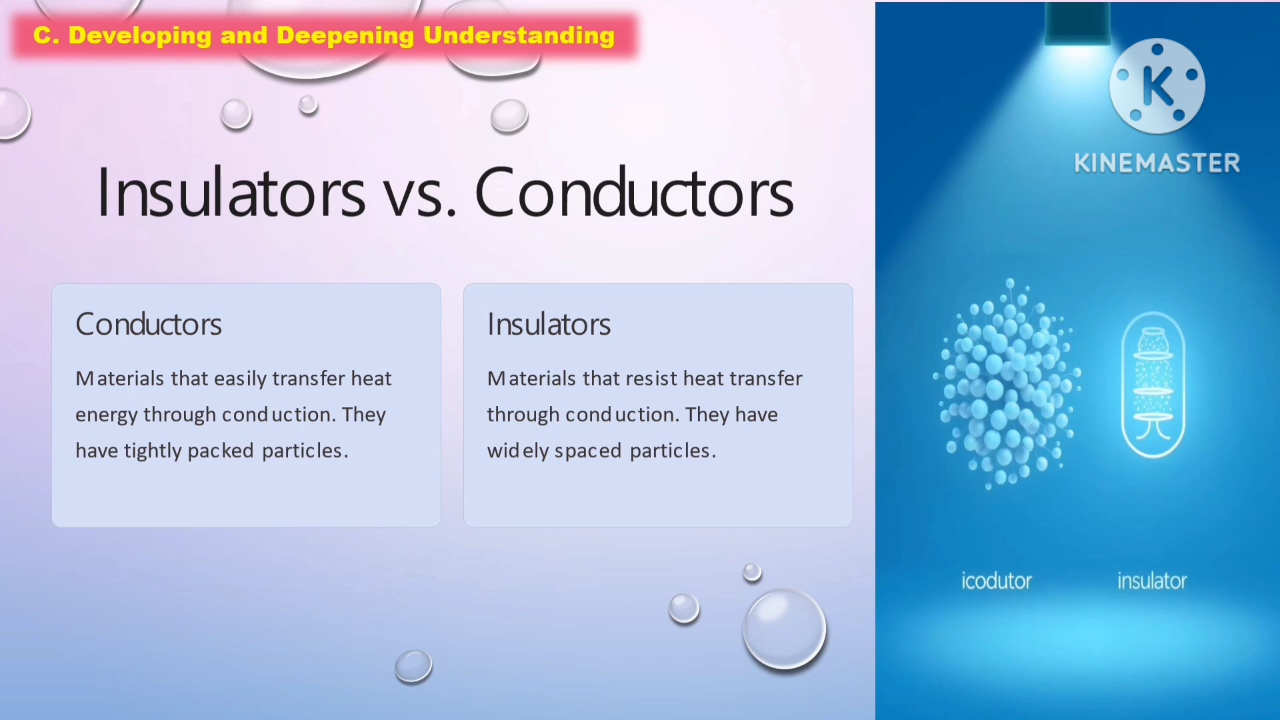 C. Developing and Deepening Understanding
Insulators vs. Conductors
Conductors
Materials that easily transfer heat
energy through conduction. They
have tightly packed particles.
Insulators
Materials that resist heat transfer
through conduction. They have
widely spaced particles.
K
KINEMASTER
icodutor
insulator